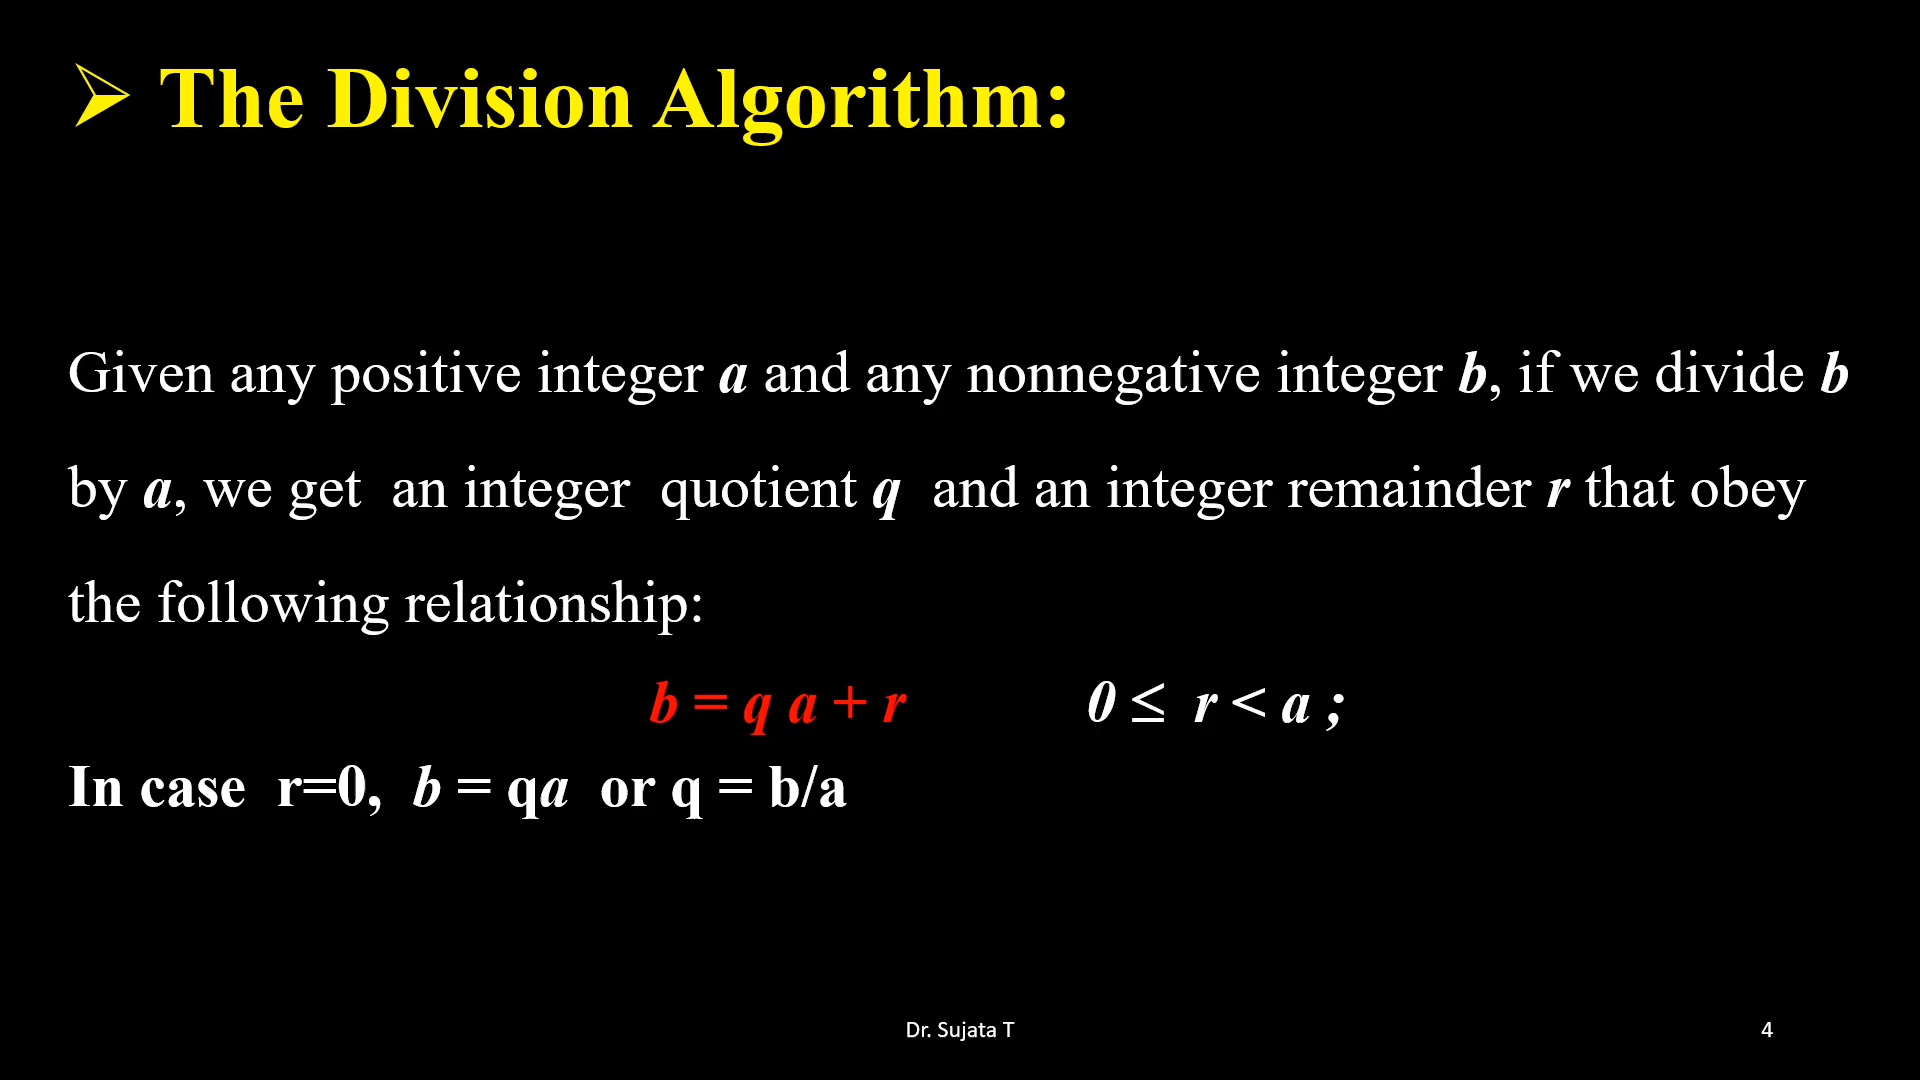 ➢ The Division Algorithm:
Given any positive integer a and any nonnegative integer b, if we divide b
by a, we get an integer quotient q and an integer remainder r that obey
the following relationship:
b = q a + r 0 ≤ r < a ;
In case r=0, b = qa or q = b/a
Dr. Sujata T
4